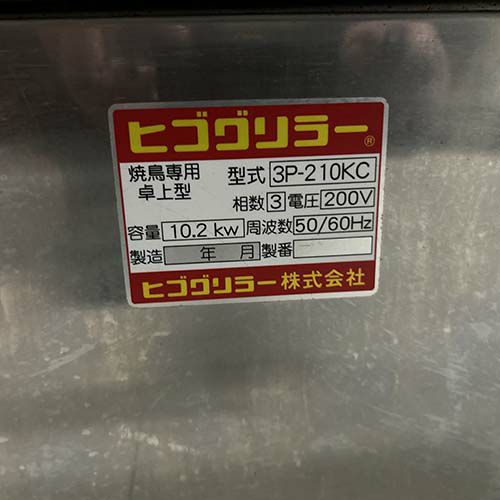 ヒゴグリラー®
焼鳥専用 型式 3P-210KC
卓上型 相数 3 電圧 200V
容量 10.2 kw 周波数 50/60Hz
製造 年 月 製番
ヒゴグリラー株式会社